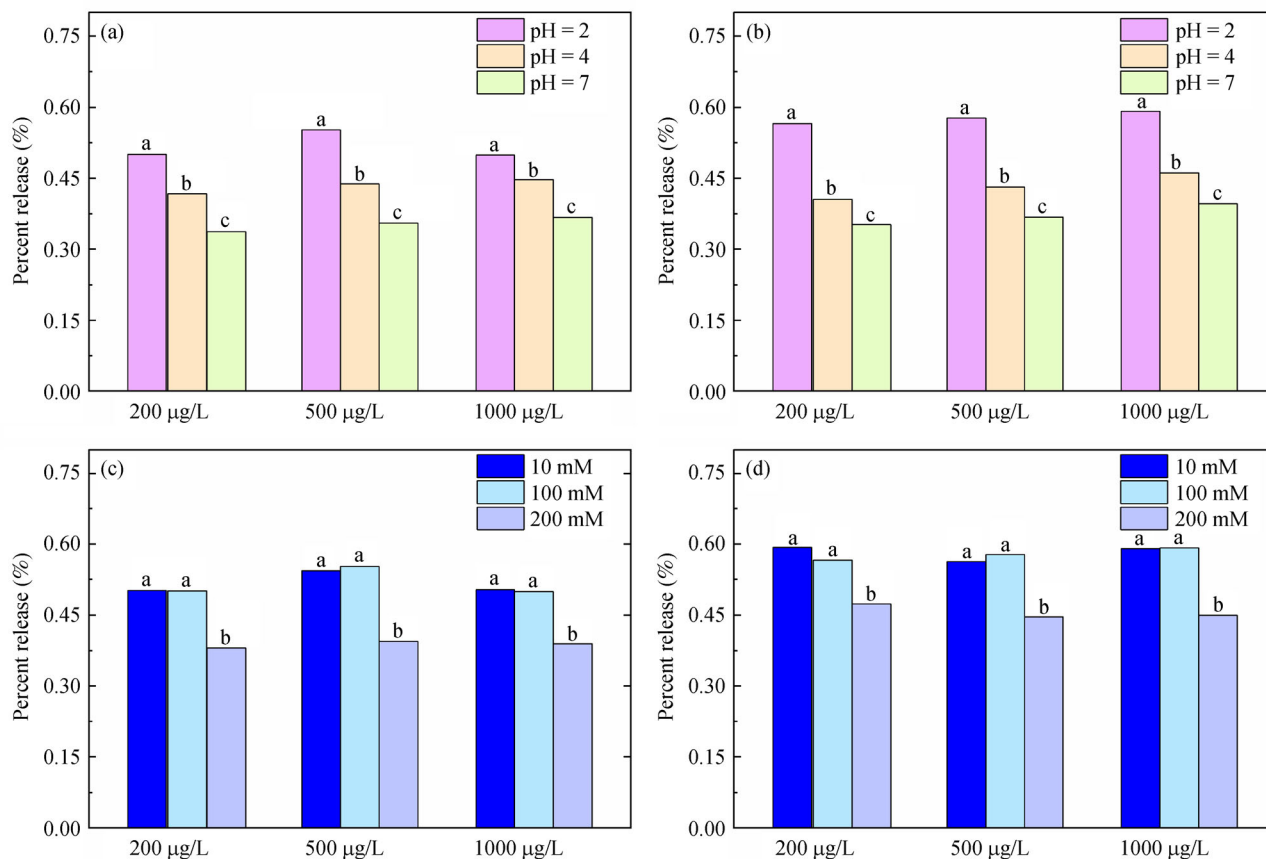 (a)
pH = 2
pH = 4
pH = 7
Percent release (%)
0.75
0.60
0.45
0.30
0.15
0.00
a
b
c
a
b
c
a
b
c
200 μg/L
500 μg/L
1000 μg/L
(b)
pH = 2
pH = 4
pH = 7
Percent release (%)
0.75
0.60
0.45
0.30
0.15
0.00
a
b
c
a
b
c
a
b
c
200 μg/L
500 μg/L
1000 μg/L
(c)
10 mM
100 mM
200 mM
Percent release (%)
0.75
0.60
0.45
0.30
0.15
0.00
a
a
b
a
a
b
a
a
b
200 μg/L
500 μg/L
1000 μg/L
(d)
10 mM
100 mM
200 mM
Percent release (%)
0.75
0.60
0.45
0.30
0.15
0.00
a
a
b
a
a
b
a
a
b
200 μg/L
500 μg/L
1000 μg/L